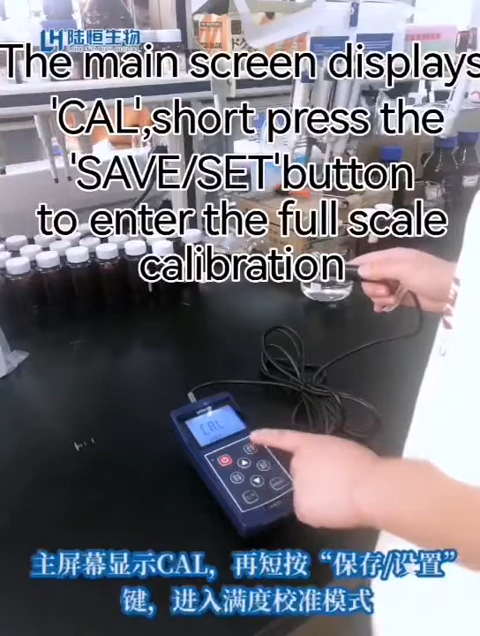 LH 陆恒生物
The main screen displays
'CAL',short press the
'SAVE/SET'button
to enter the full scale
calibration
CAL
主屏幕显示CAL，再短按“保存/设置”
键，进入满度校准模式